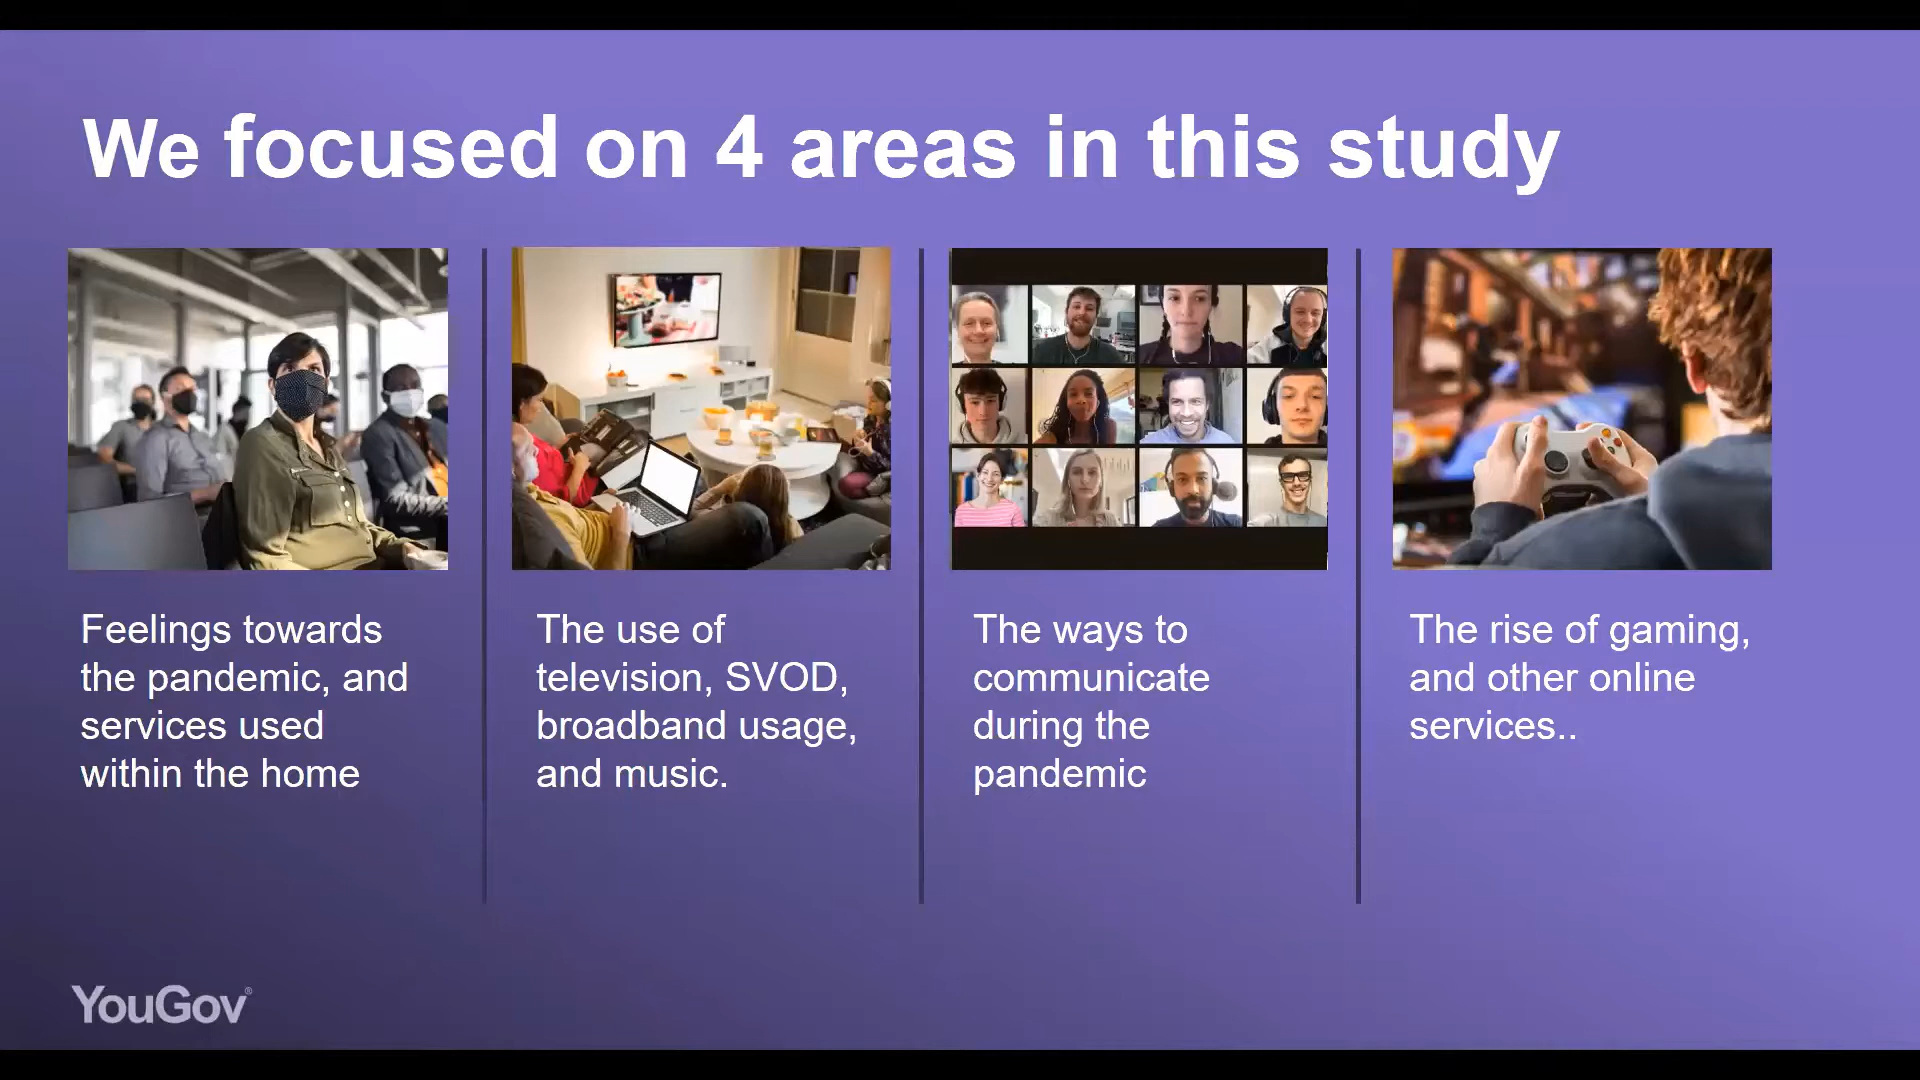 We focused on 4 areas in this study
Feelings towards
the pandemic, and
services used
within the home
The use of
television, SVOD,
broadband usage,
and music.
The ways to
communicate
during the
pandemic
The rise of gaming,
and other online
services..
YouGov®